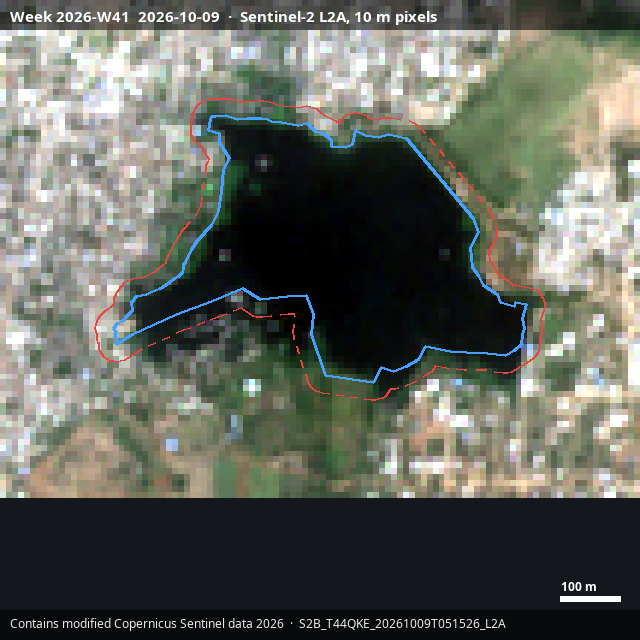 Week 2026-W41 2026-10-09 · Sentinel-2 L2A, 10 m pixels
100 m
Contains modified Copernicus Sentinel data 2026 · S2B_T44QKE_20261009T051526_L2A